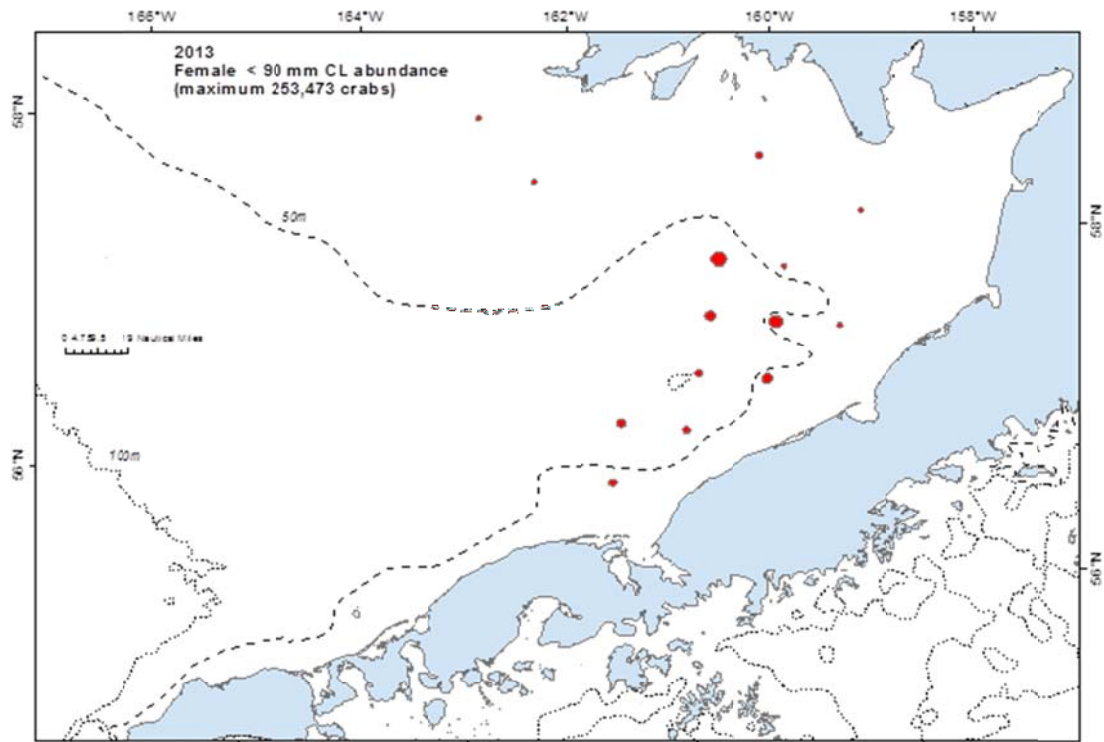 166°W 164°W 162°W 160°W 158°W
2013
Female < 90 mm CL abundance
(maximum 253,473 crabs)
58°N
58°N
50m
19 Nautical Miles
100m
56°N
56°N